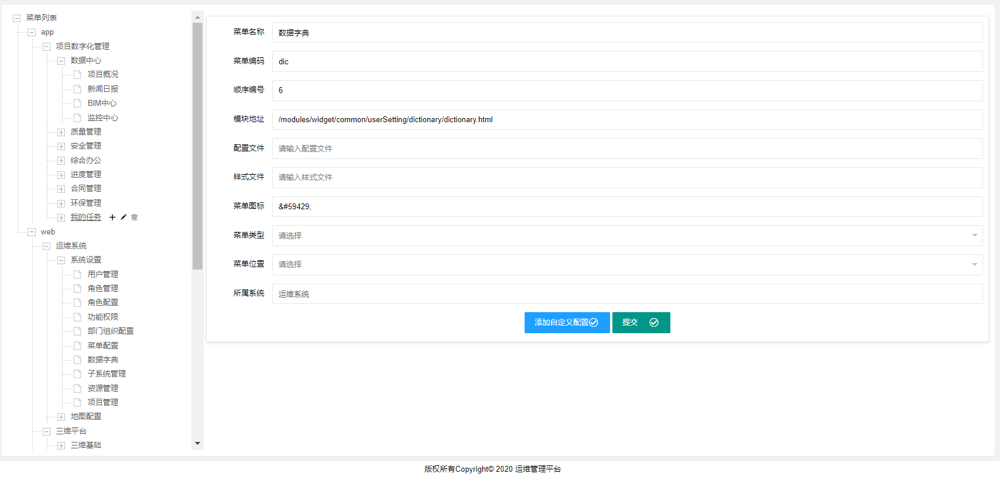 菜单列表
app
项目数字化管理
数据中心
项目概况
新闻日报
BIM中心
监控中心
质量管理
安全管理
综合办公
进度管理
合同管理
环保管理
我的任务
web
运维系统
系统设置
用户管理
角色管理
角色配置
功能权限
部门组织配置
菜单配置
数据字典
子系统管理
资源管理
项目管理
地图配置
三维平台
三维基础
菜单名称 数据字典
菜单编码 dic
顺序编号 6
模块地址 /modules/widget/common/userSetting/dictionary/dictionary.html
配置文件 请输入配置文件
样式文件 请输入样式文件
菜单图标 &#59429;
菜单类型 请选择
菜单位置 请选择
所属系统 运维系统
添加自定义配置 提交
版权所有Copyright© 2020 运维管理平台